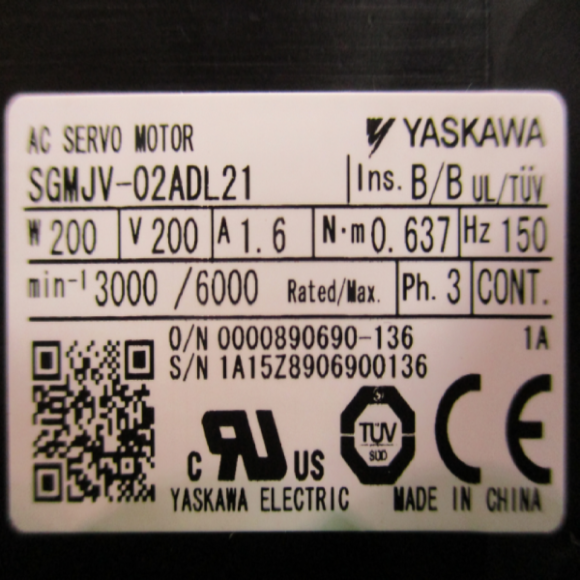 AC SERVO MOTOR YASKAWA
SGMJV-02ADL21 Ins. B/B UL/TÜV
W 200 V 200 A 1.6 N·m 0.637 Hz 150
min-1 3000 /6000 Rated/Max. Ph. 3 CONT.
O/N 0000890690-136 1A
S/N 1A15Z8906900136
c RU US
TÜV
SÜD
CE
YASKAWA ELECTRIC MADE IN CHINA